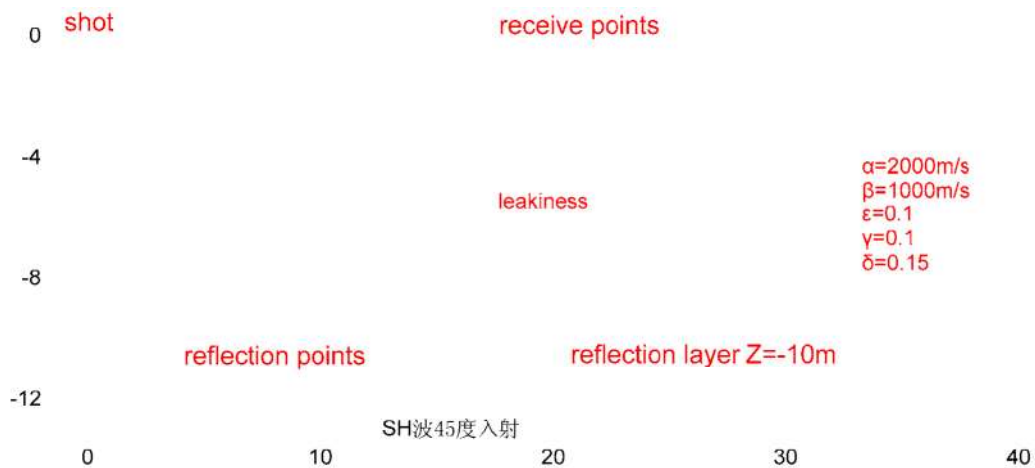 shot
receive points
0
-4
α=2000m/s
β=1000m/s
leakiness
ε=0.1
γ=0.1
δ=0.15
-8
reflection points
reflection layer Z=-10m
-12
SH波45度入射
0 10 20 30 40